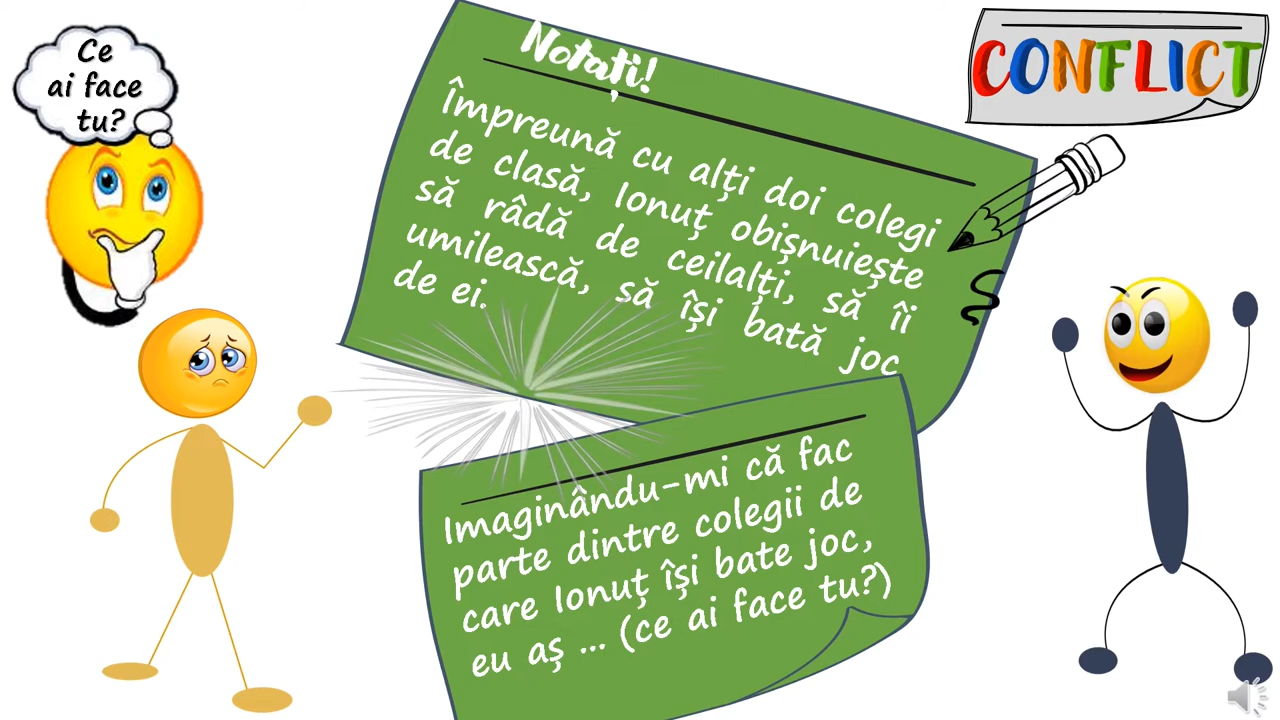 Ce
ai face
tu?
Notați!
Împreună cu alți doi colegi
de clasă, Ionuț obișnuiește
să râdă de ceilalți, să îi
umilească, să își bată joc
de ei.
CONFLICT
Imaginându-mi că fac
parte dintre colegii de
care Ionuț își bate joc,
eu aș ... (ce ai face tu?)